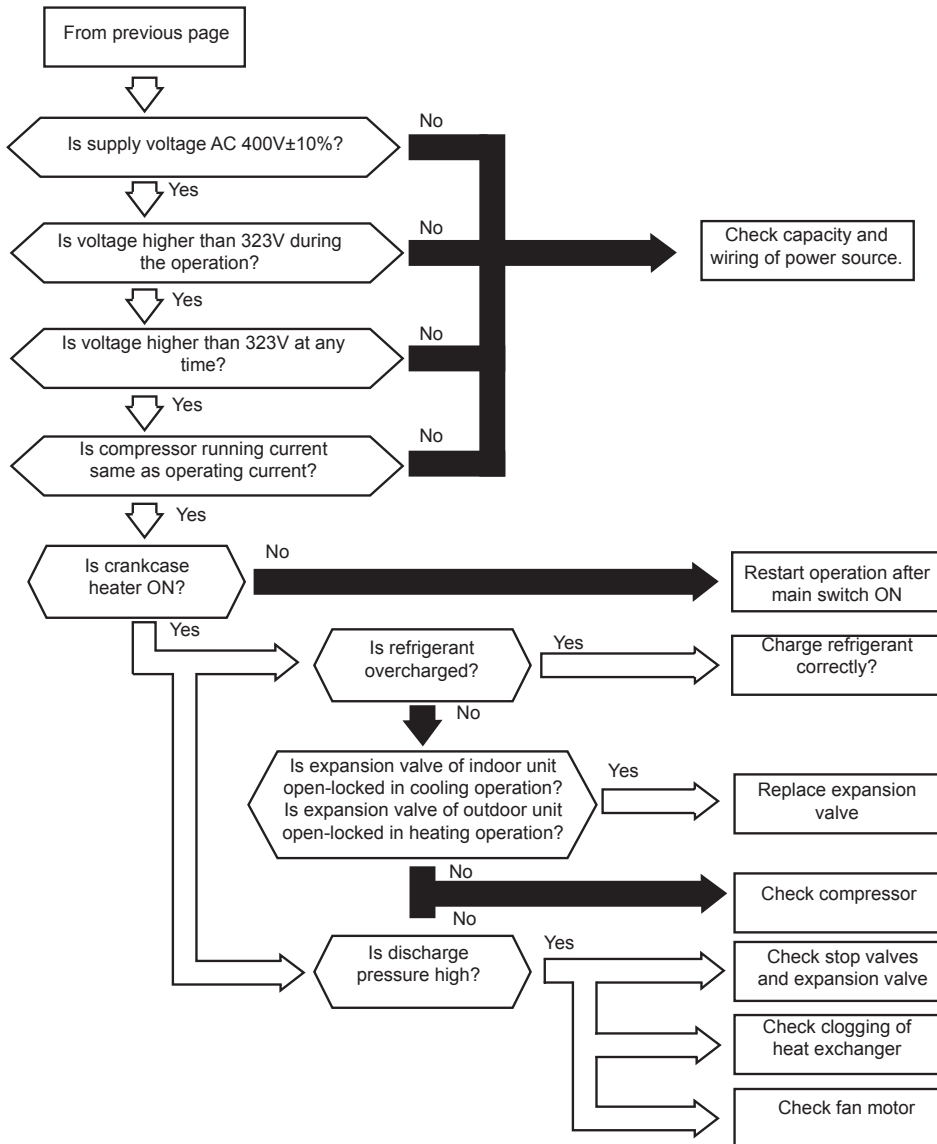 From previous page
No
Is supply voltage AC 400V±10%?
Yes
Is voltage higher than 323V during
the operation?
No
Check capacity and
wiring of power source.
Yes
Is voltage higher than 323V at any
time?
No
Yes
Is compressor running current
same as operating current?
No
Yes
Is crankcase
heater ON?
No
Restart operation after
main switch ON
Yes
Is refrigerant
overcharged?
Yes
Charge refrigerant
correctly?
No
Is expansion valve of indoor unit
open-locked in cooling operation?
Is expansion valve of outdoor unit
open-locked in heating operation?
Yes
Replace expansion
valve
No
Check compressor
No
Is discharge
pressure high?
Yes
Check stop valves
and expansion valve
Check clogging of
heat exchanger
Check fan motor